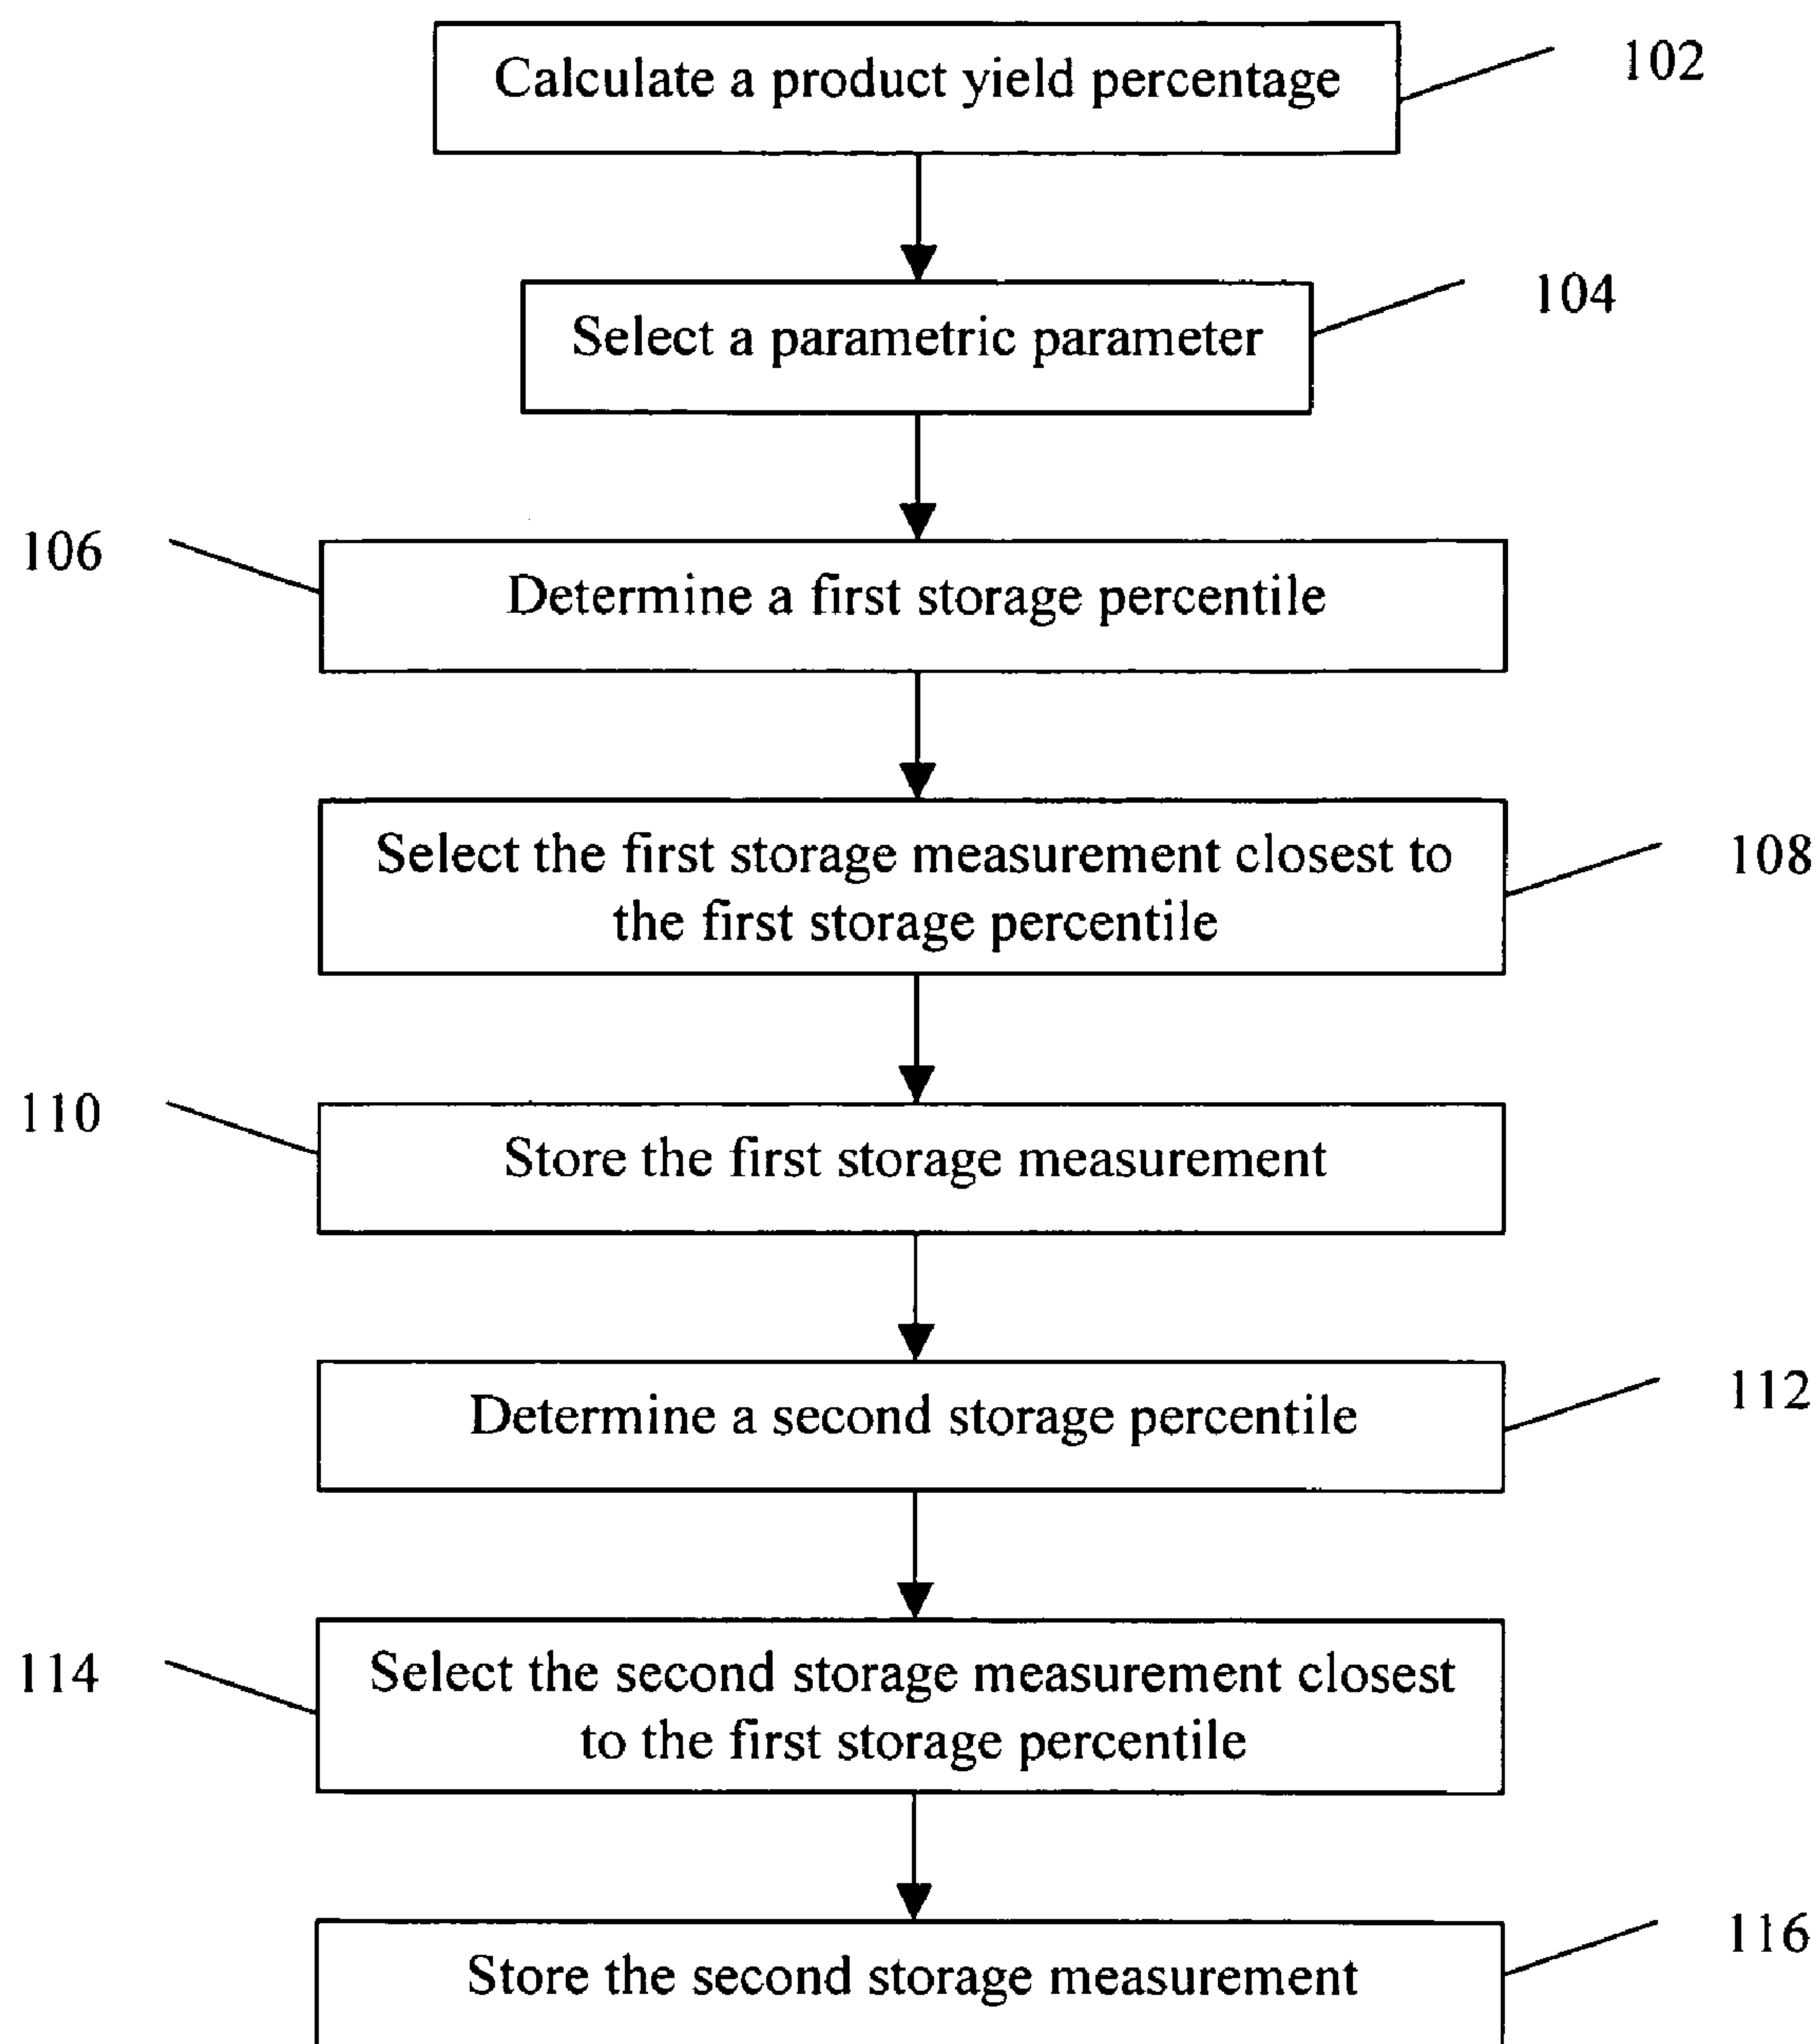 Calculate a product yield percentage
102
Select a parametric parameter
104
106
Determine a first storage percentile
Select the first storage measurement closest to
the first storage percentile
108
110
Store the first storage measurement
Determine a second storage percentile
112
114
Select the second storage measurement closest
to the first storage percentile
Store the second storage measurement
116